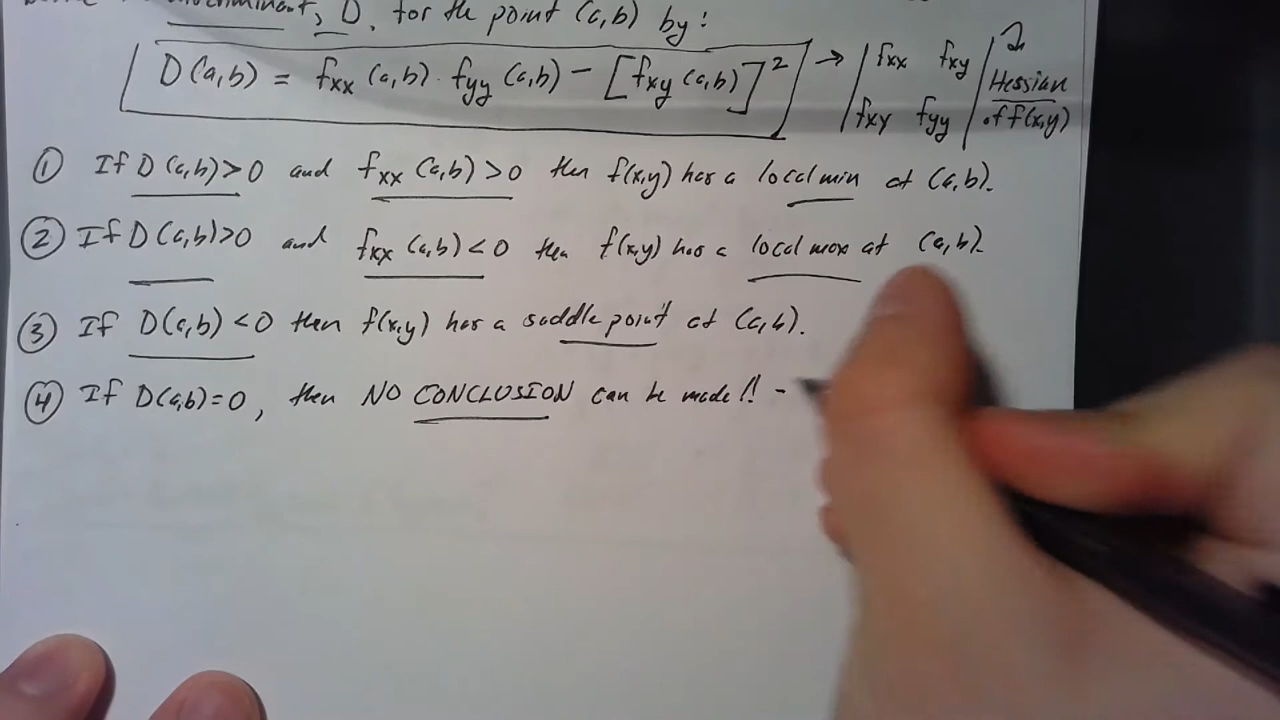 discriminant, D, for the point (a,b) by:
D(a,b) = fxx (a,b) · fyy (a,b) - [fxy (a,b)]² → | fxx fxy |
| fxy fyy |
Hessian
of f(x,y)
① If D(a,b)>0 and fxx (a,b)>0 then f(x,y) has a local min at (a,b).
② If D(a,b)>0 and fxx (a,b)<0 then f(x,y) has a local max at (a,b).
③ If D(a,b)<0 then f(x,y) has a saddle point at (a,b).
④ If D(a,b)=0, then NO CONCLUSION can be made!! -